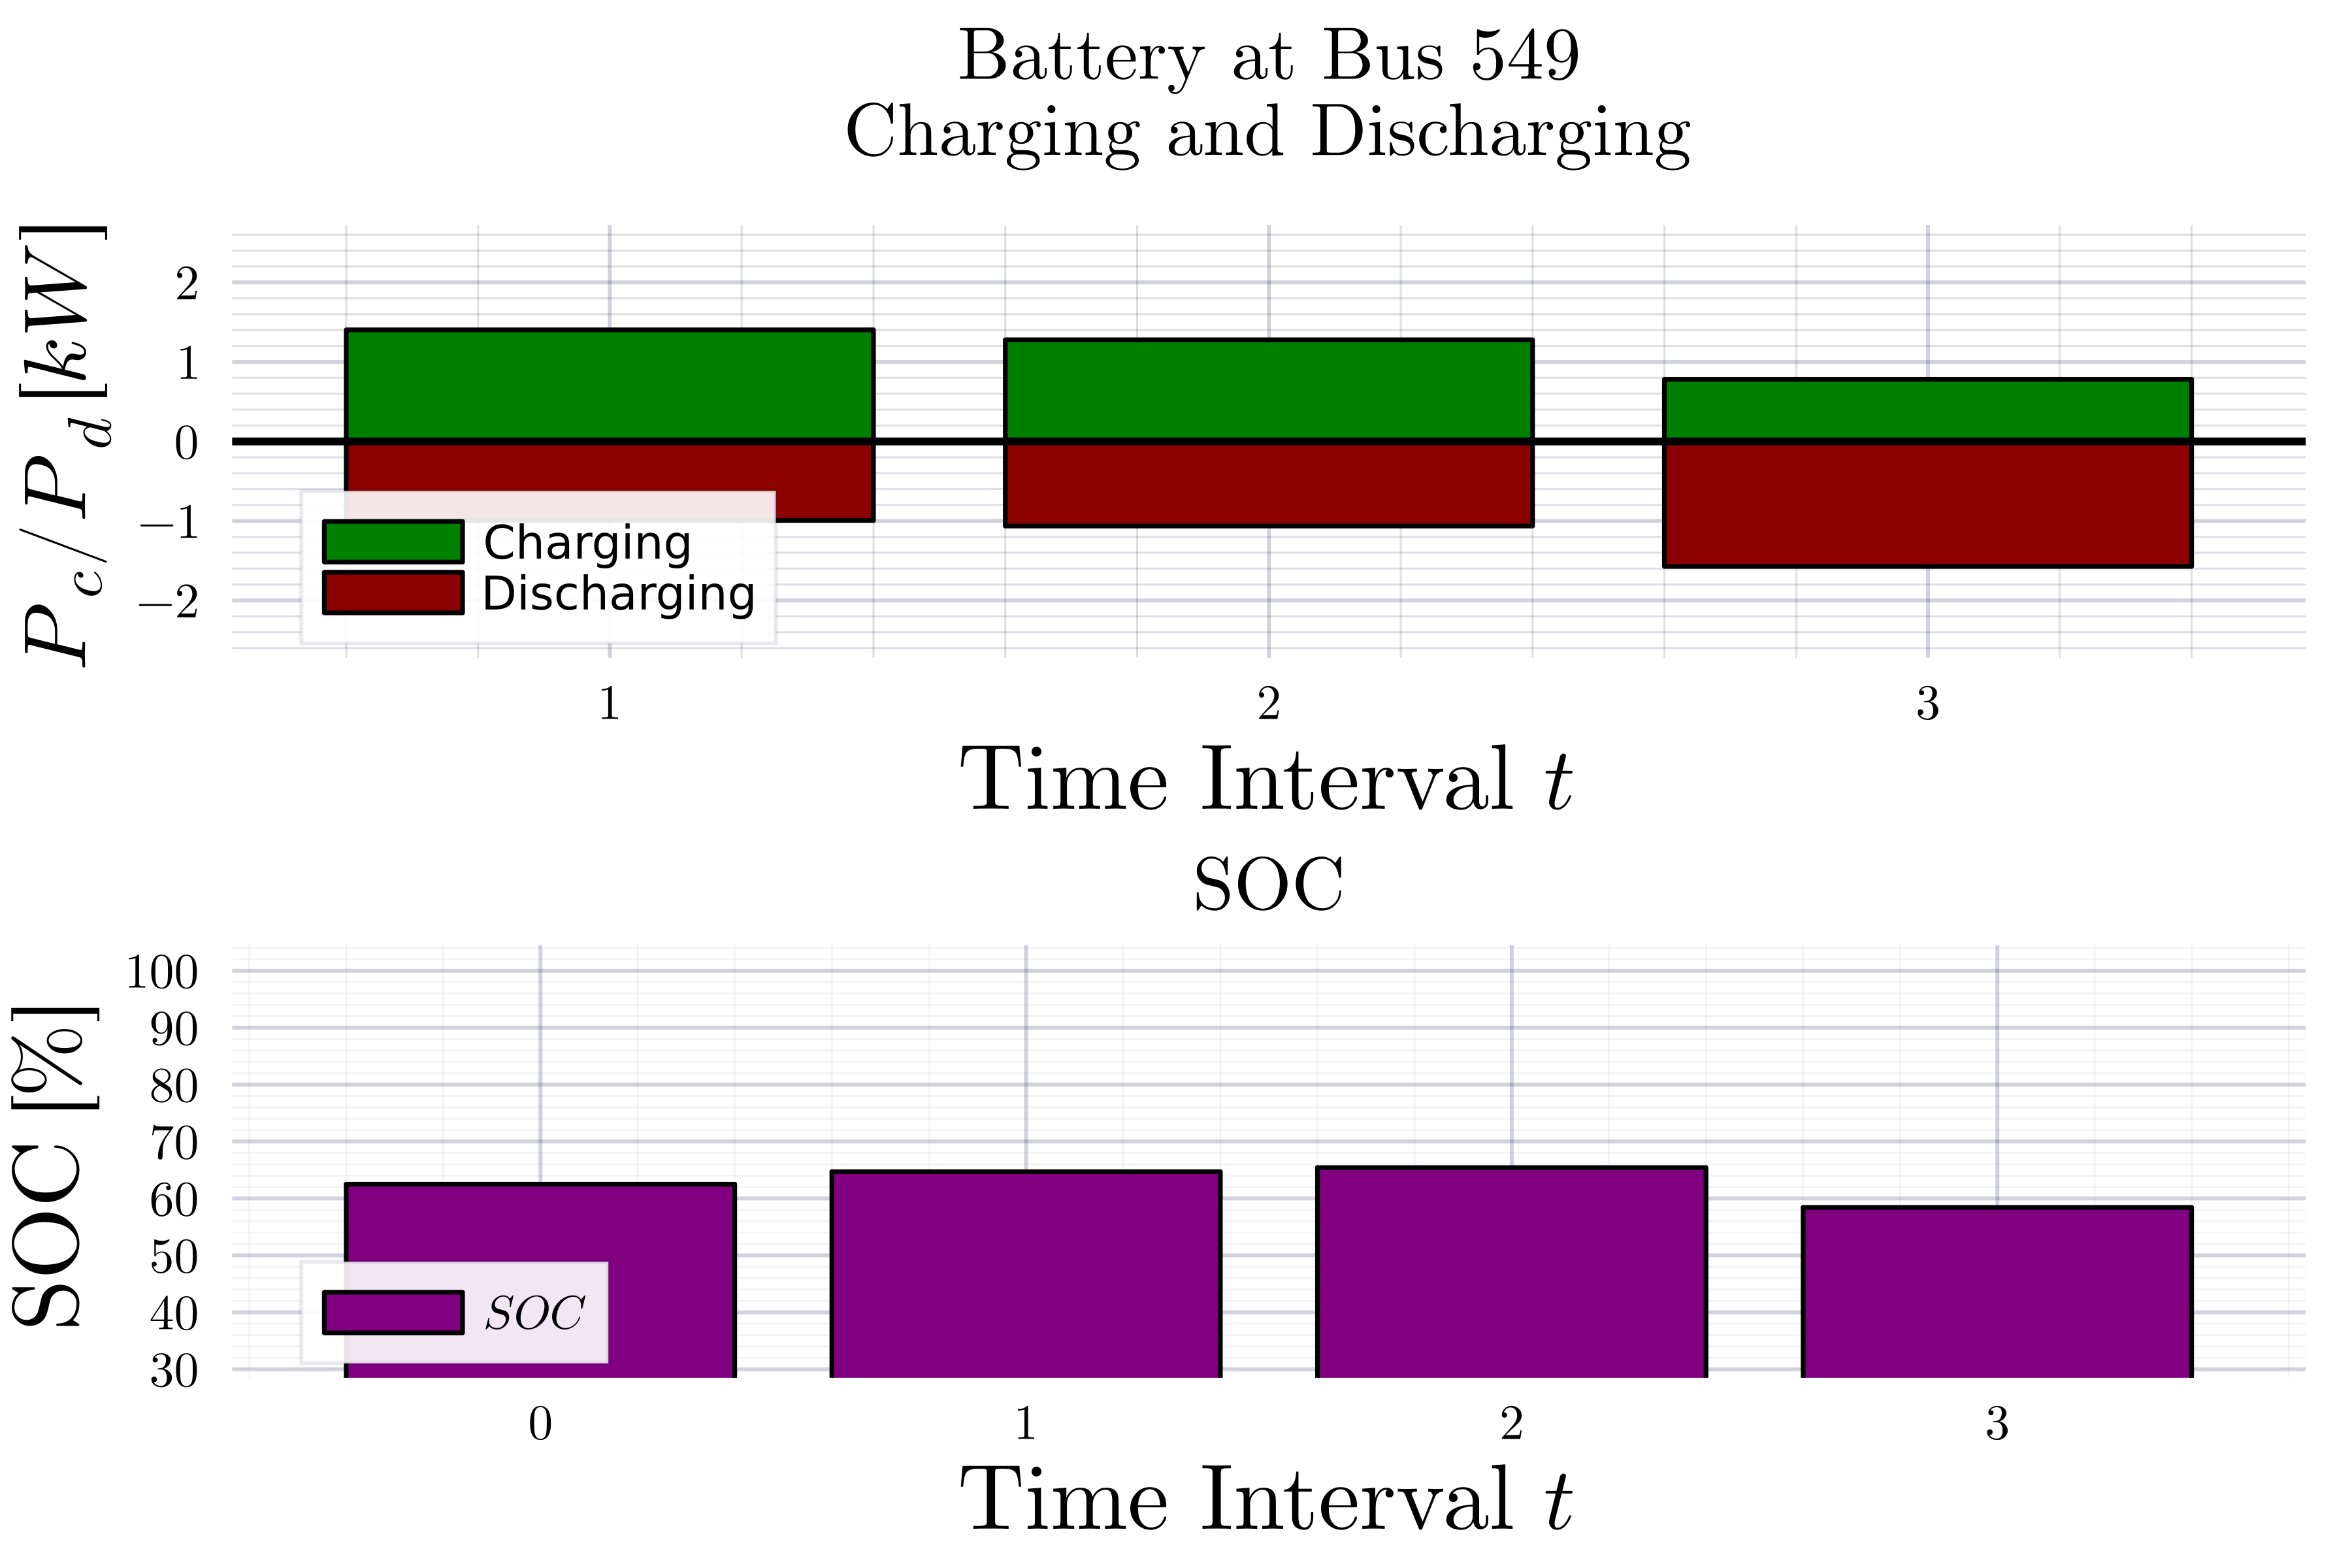 Battery at Bus 549
Charging and Discharging
P_c/P_d [kW]
2
1
0
−1
−2
Charging
Discharging
1 2 3
Time Interval t
SOC
SOC [%]
100
90
80
70
60
50
40
30
SOC
0 1 2 3
Time Interval t